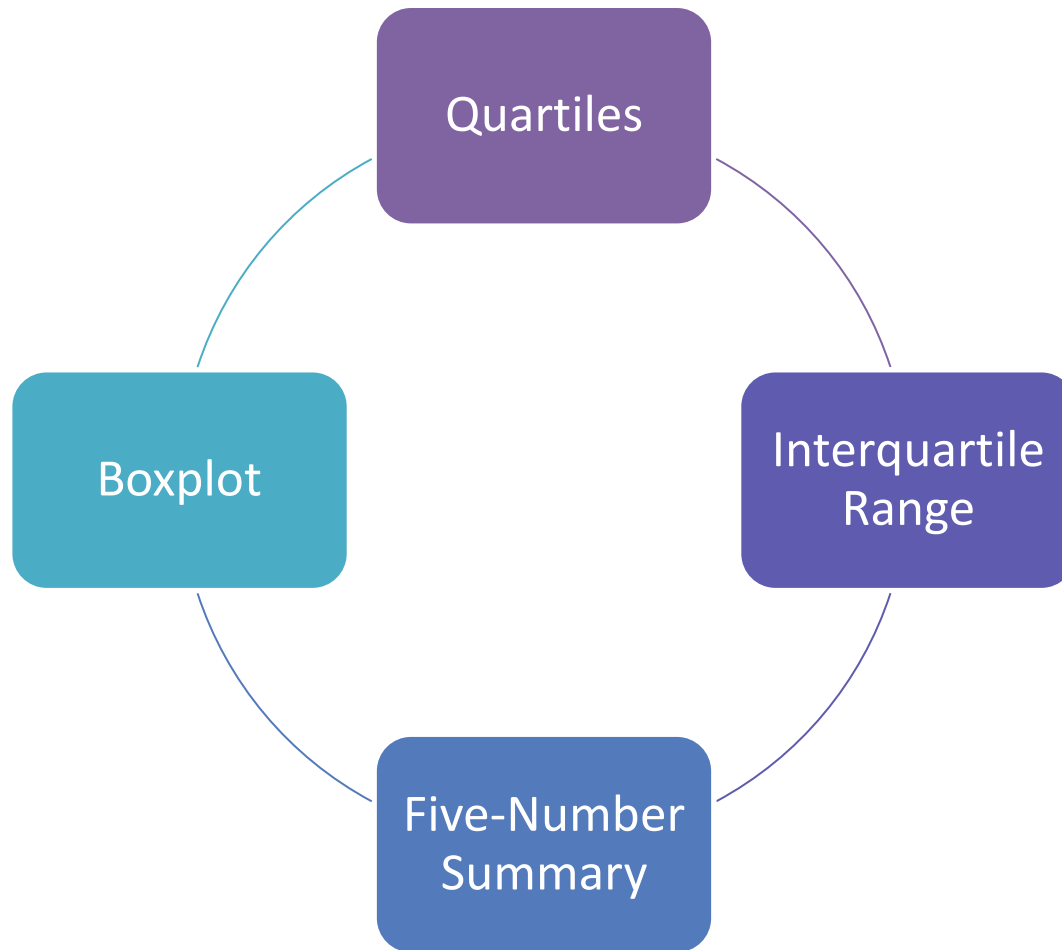 Quartiles
Interquartile
Range
Five-Number
Summary
Boxplot